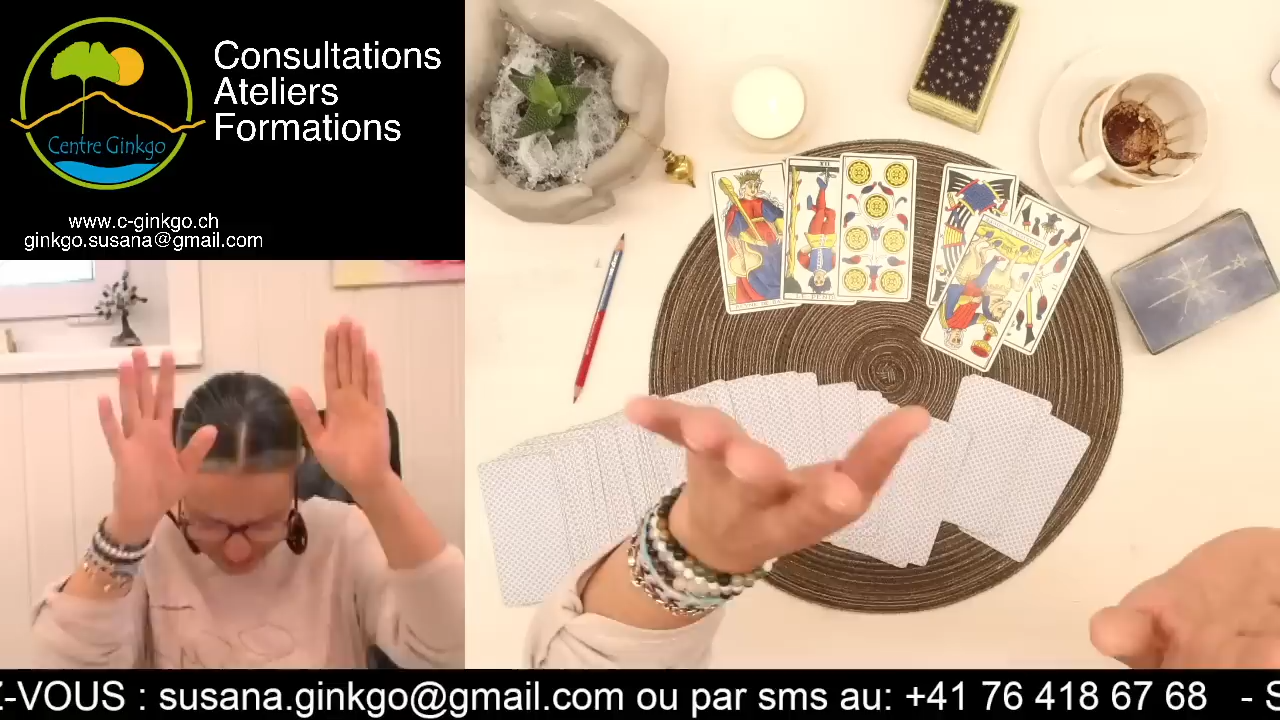 Consultations
Ateliers
Formations
Centre Ginkgo
www.c-ginkgo.ch
ginkgo.susana@gmail.com
Z-VOUS : susana.ginkgo@gmail.com ou par sms au: +41 76 418 67 68 - S